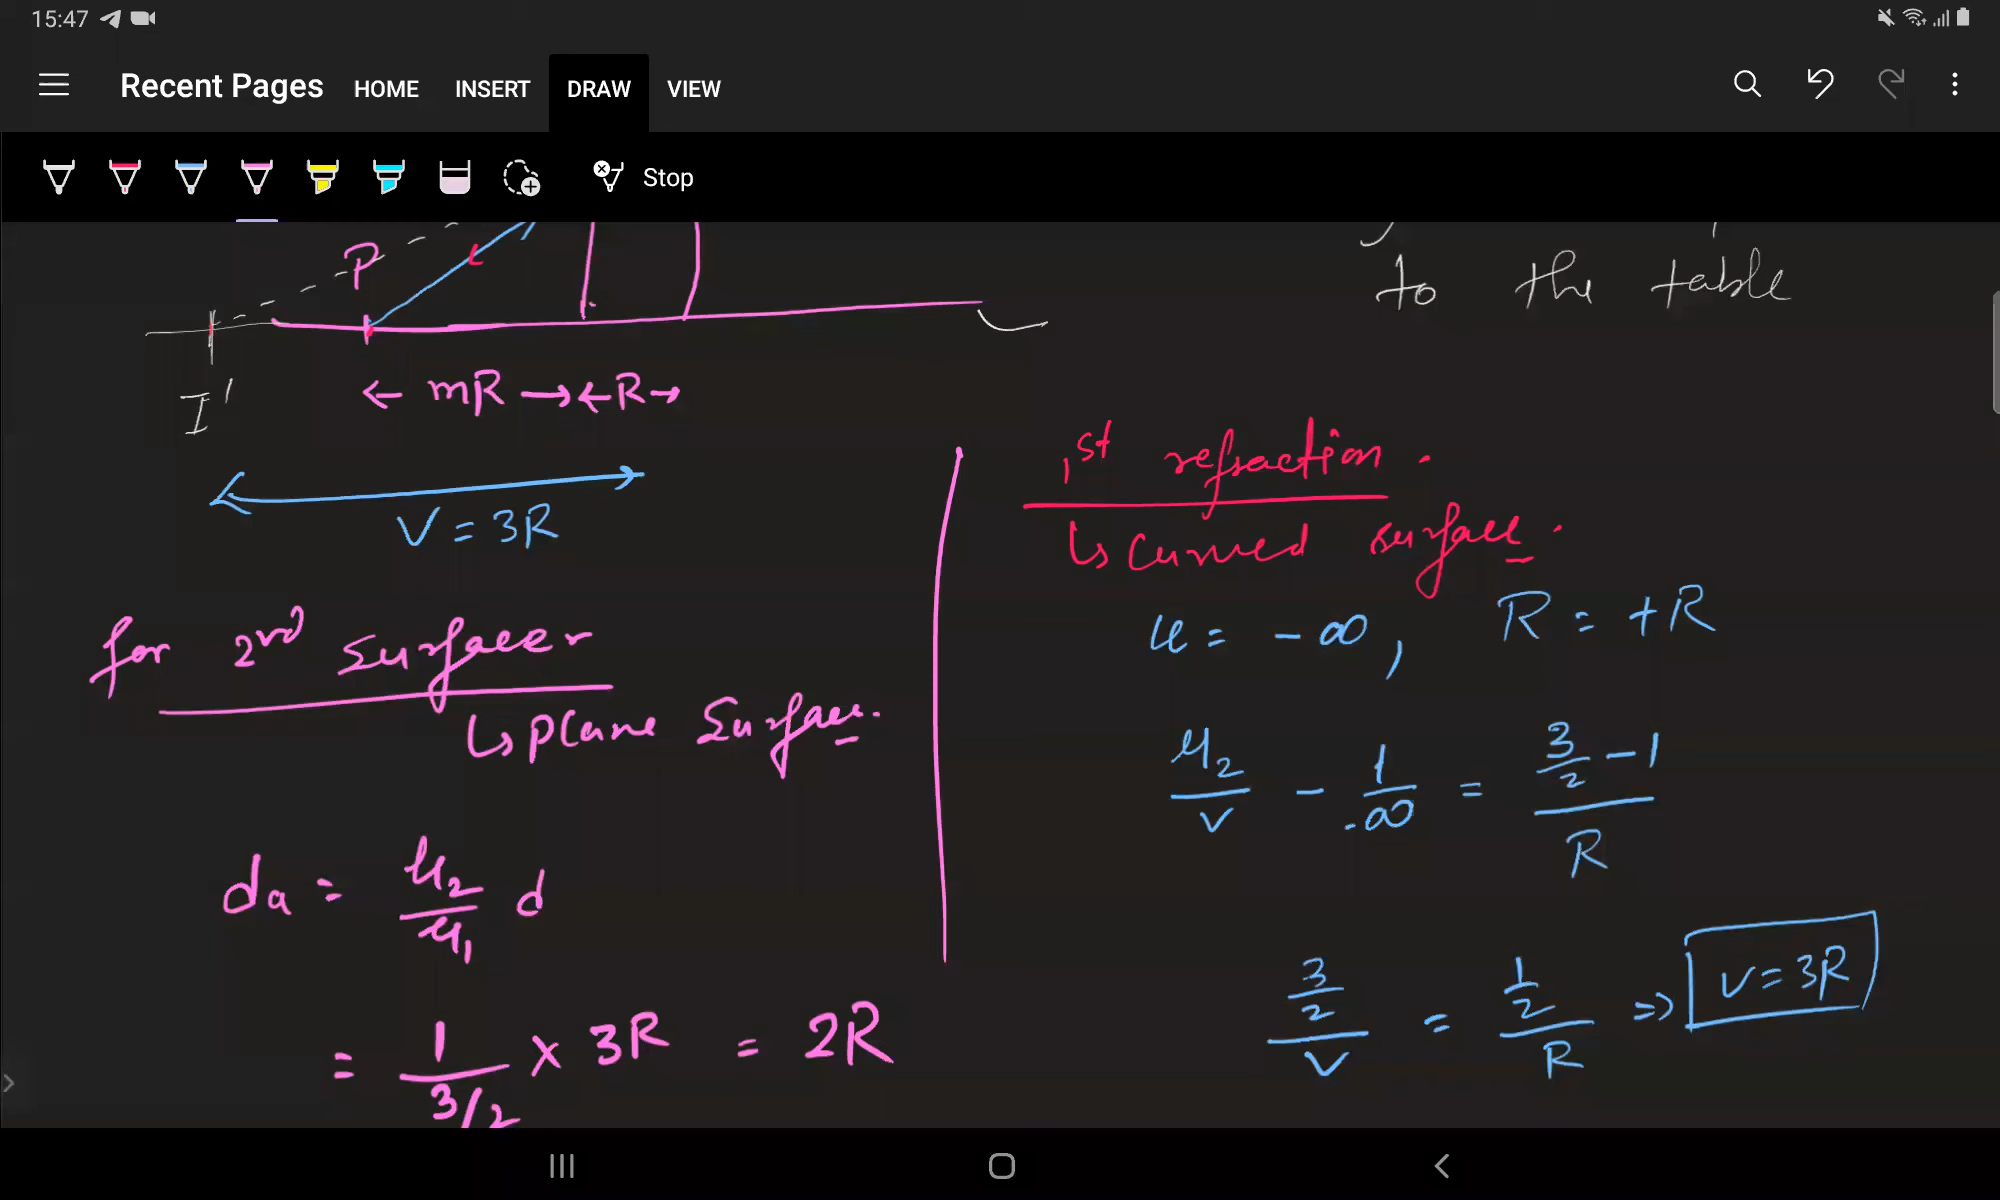 15:47
Recent Pages HOME INSERT DRAW VIEW
Stop
P
to the table
I'
← mR →←R→
V = 3R
1st refraction.
↳ Curved surface.
u = -∞, R = +R
μ2/v - 1/-∞ = (3/2 - 1)/R
(3/2)/v = (1/2)/R ⇒ v=3R
for 2nd surface
↳ plane surface.
da = μ2/μ1 d
= 1/(3/2) × 3R = 2R